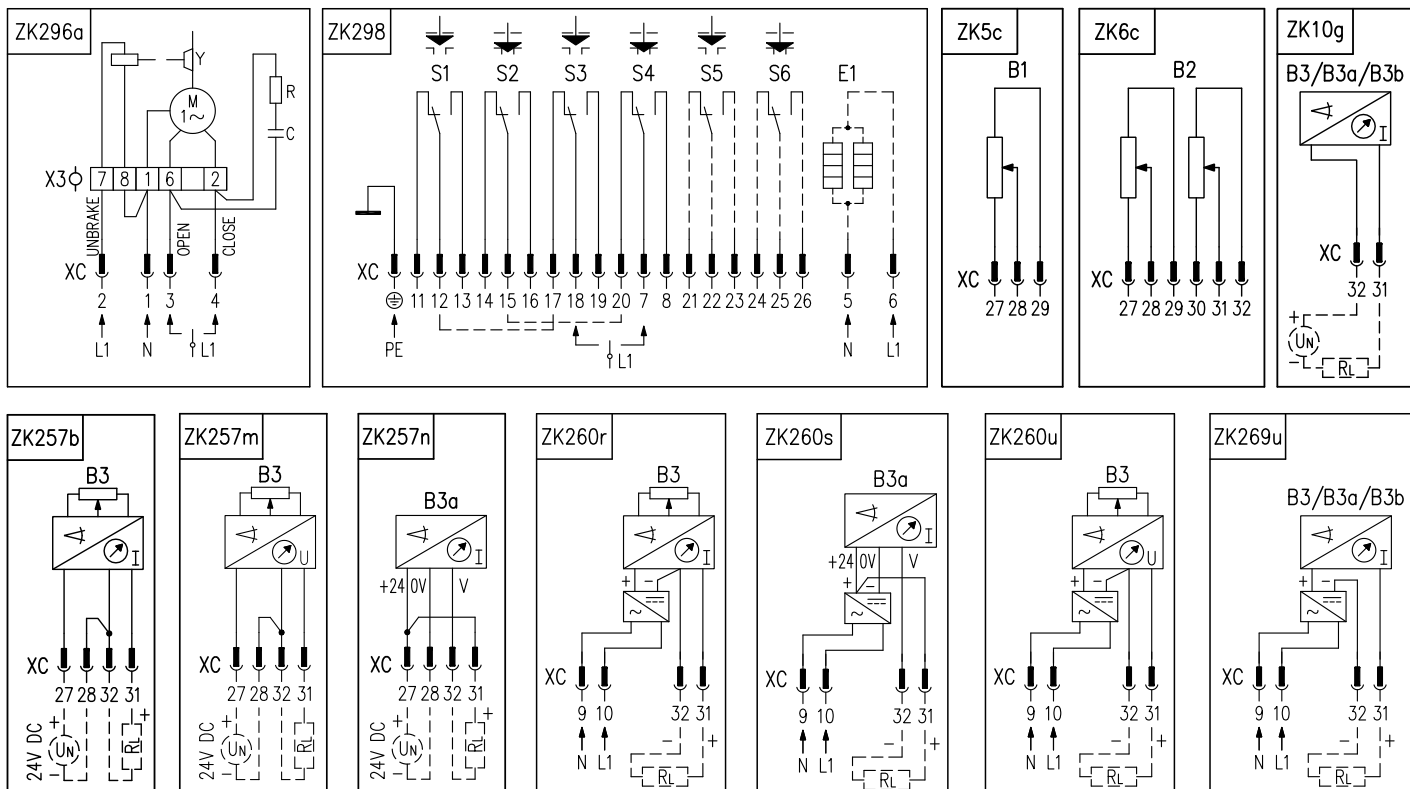 ZK296a
Y
M
1~
R
C
X3
7 8 1 6 2
UNBRAKE
OPEN
CLOSE
XC
2 1 3 4
L1 N L1
ZK298
S1 S2 S3 S4 S5 S6 E1
XC
11 12 13 14 15 16 17 18 19 20 7 8 21 22 23 24 25 26 5 6
PE L1 N L1
ZK5c
B1
XC
27 28 29
ZK6c
B2
XC
27 28 29 30 31 32
ZK10g
B3/B3a/B3b
I
XC
32 31
+
UN
-
RL
ZK257b
B3
I
XC
27 28 32 31
24V DC
+
UN
-
RL
+
ZK257m
B3
U
XC
27 28 32 31
24V DC
+
UN
-
RL
+
ZK257n
B3a
I
+24 0V V
XC
27 28 32 31
24V DC
+
UN
-
RL
+
ZK260r
B3
I
+ -
~
XC
9 10 32 31
N L1
- +
RL
ZK260s
B3a
I
+24 0V V
+ -
~
XC
9 10 32 31
N L1
- +
RL
ZK260u
B3
U
+ -
~
XC
9 10 32 31
N L1
- +
RL
ZK269u
B3/B3a/B3b
I
+ -
~
XC
9 10 32 31
N L1
- +
RL